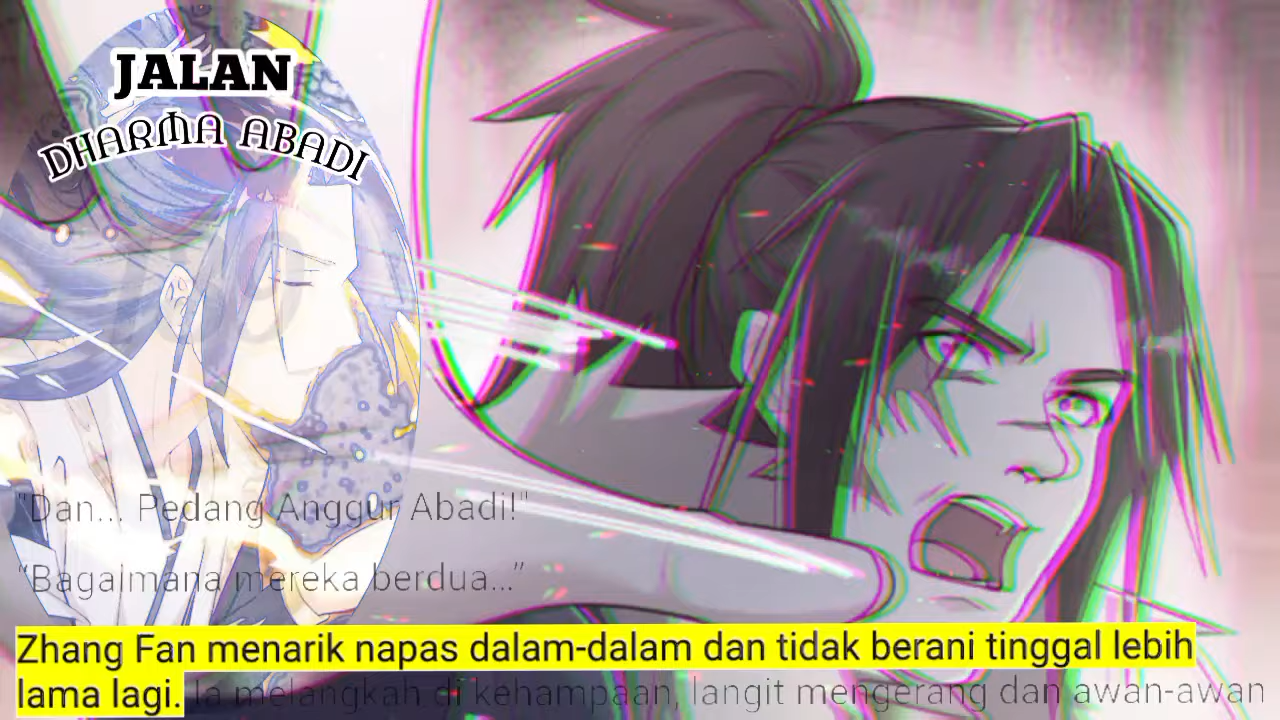 JALAN
DHARMA ABADI
"Dan... Pedang Anggur Abadi!"
“Bagaimana mereka berdua...”
Zhang Fan menarik napas dalam-dalam dan tidak berani tinggal lebih
lama lagi. Ia melangkah di kehampaan, langit mengerang dan awan-awan